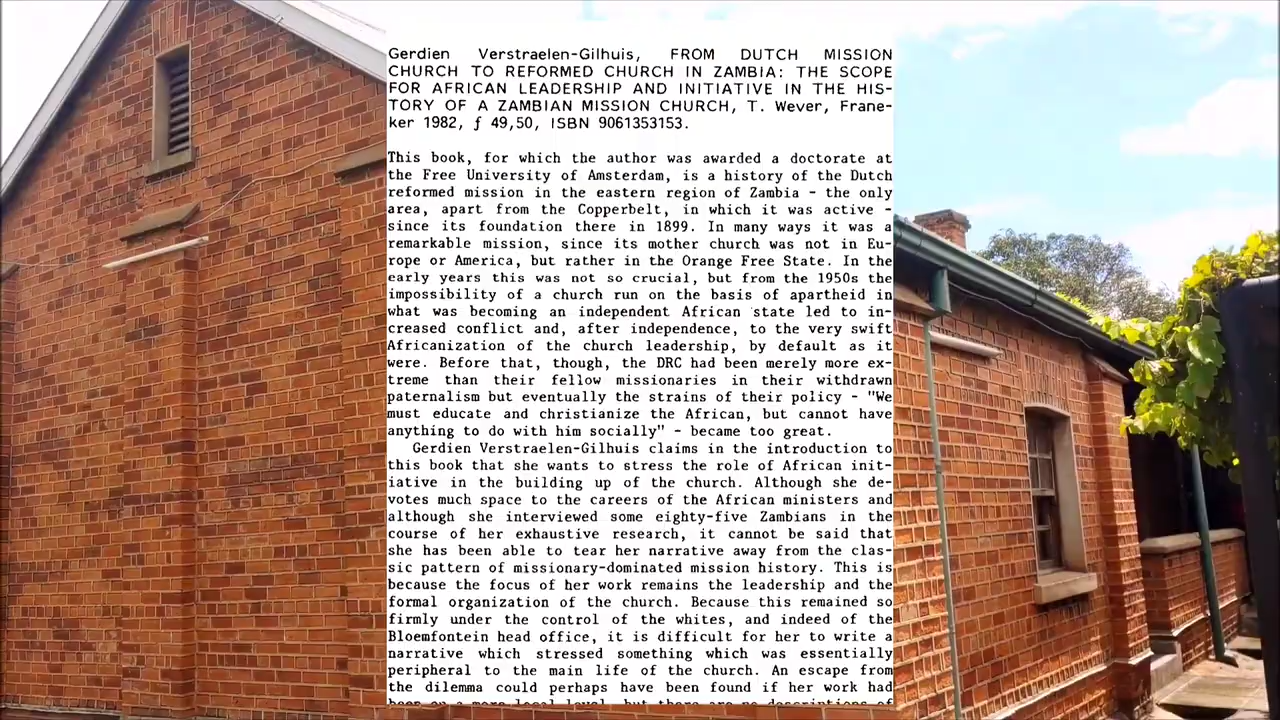 Gerdien Verstraelen-Gilhuis, FROM DUTCH MISSION
CHURCH TO REFORMED CHURCH IN ZAMBIA: THE SCOPE
FOR AFRICAN LEADERSHIP AND INITIATIVE IN THE HIS-
TORY OF A ZAMBIAN MISSION CHURCH, T. Wever, Frane-
ker 1982, ƒ 49,50, ISBN 9061353153.
This book, for which the author was awarded a doctorate at
the Free University of Amsterdam, is a history of the Dutch
reformed mission in the eastern region of Zambia - the only
area, apart from the Copperbelt, in which it was active -
since its foundation there in 1899. In many ways it was a
remarkable mission, since its mother church was not in Eu-
rope or America, but rather in the Orange Free State. In the
early years this was not so crucial, but from the 1950s the
impossibility of a church run on the basis of apartheid in
what was becoming an independent African state led to in-
creased conflict and, after independence, to the very swift
Africanization of the church leadership, by default as it
were. Before that, though, the DRC had been merely more ex-
treme than their fellow missionaries in their withdrawn
paternalism but eventually the strains of their policy - "We
must educate and christianize the African, but cannot have
anything to do with him socially" - became too great.
Gerdien Verstraelen-Gilhuis claims in the introduction to
this book that she wants to stress the role of African init-
iative in the building up of the church. Although she de-
votes much space to the careers of the African ministers and
although she interviewed some eighty-five Zambians in the
course of her exhaustive research, it cannot be said that
she has been able to tear her narrative away from the clas-
sic pattern of missionary-dominated mission history. This is
because the focus of her work remains the leadership and the
formal organization of the church. Because this remained so
firmly under the control of the whites, and indeed of the
Bloemfontein head office, it is difficult for her to write a
narrative which stressed something which was essentially
peripheral to the main life of the church. An escape from
the dilemma could perhaps have been found if her work had
been on a more local level, but there are no descriptions of